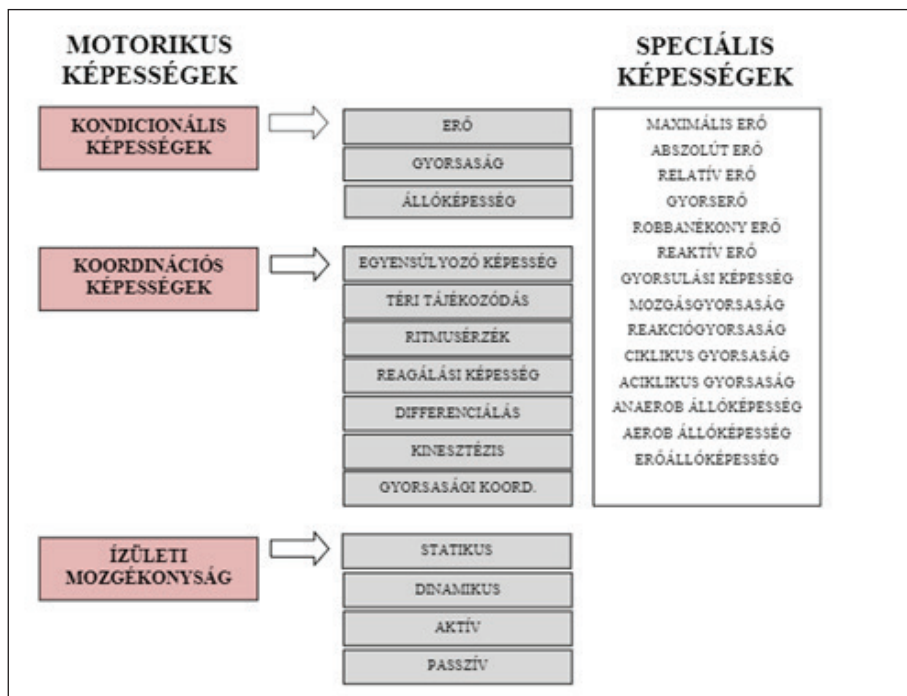 MOTORIKUS
KÉPESSÉGEK
SPECIÁLIS
KÉPESSÉGEK
KONDICIONÁLIS
KÉPESSÉGEK
ERŐ
GYORSASÁG
ÁLLÓKÉPESSÉG
KOORDINÁCIÓS
KÉPESSÉGEK
EGYENSÚLYOZÓ KÉPESSÉG
TÉRI TÁJÉKOZÓDÁS
RITMUSÉRZÉK
REAGÁLÁSI KÉPESSÉG
DIFFERENCIÁLÁS
KINESZTÉZIS
GYORSASÁGI KOORD.
ÍZÜLETI
MOZGÉKONYSÁG
STATIKUS
DINAMIKUS
AKTÍV
PASSZÍV
MAXIMÁLIS ERŐ
ABSZOLÚT ERŐ
RELATÍV ERŐ
GYORSERŐ
ROBBANÉKONY ERŐ
REAKTÍV ERŐ
GYORSULÁSI KÉPESSÉG
MOZGÁSGYORSASÁG
REAKCIÓGYORSASÁG
CIKLIKUS GYORSASÁG
ACIKLIKUS GYORSASÁG
ANAEROB ÁLLÓKÉPESSÉG
AEROB ÁLLÓKÉPESSÉG
ERŐÁLLÓKÉPESSÉG